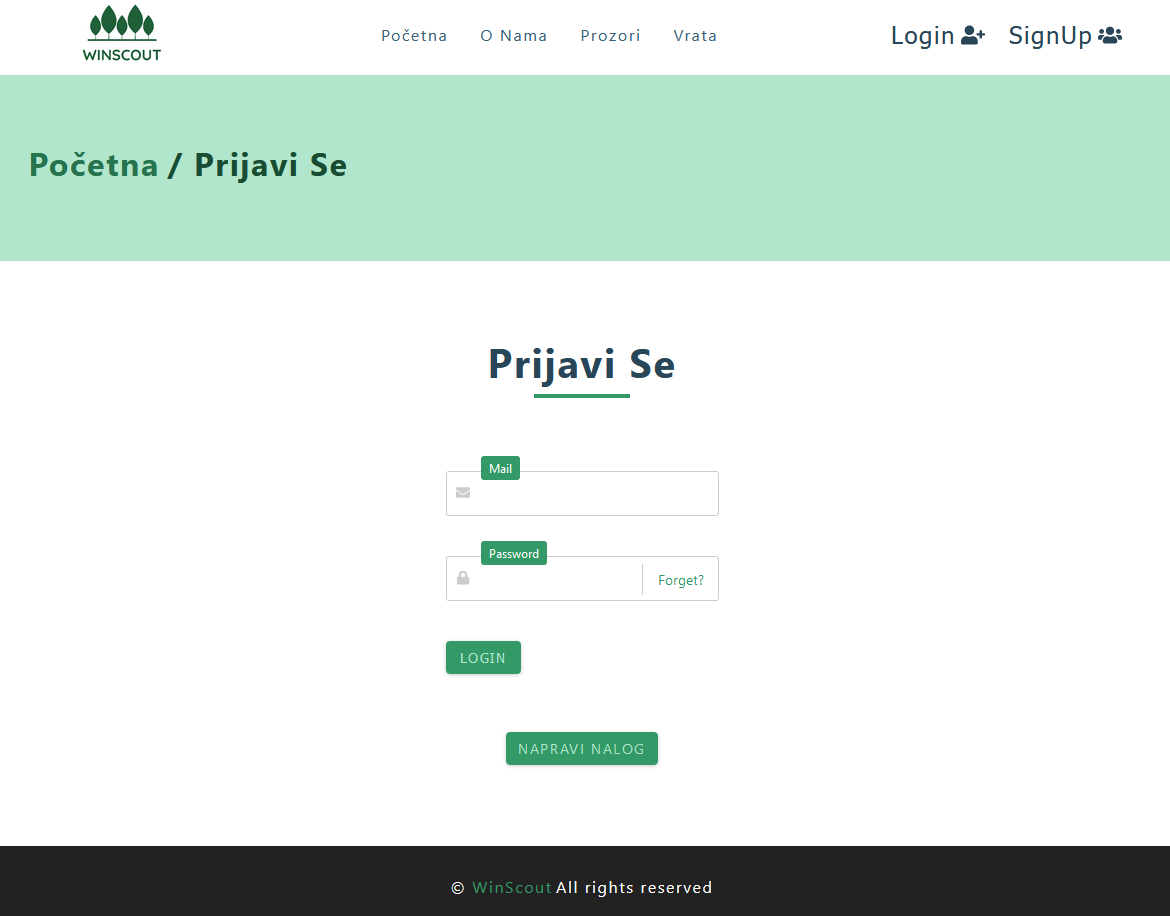 WINSCOUT
Početna O Nama Prozori Vrata
Login SignUp
Početna / Prijavi Se
Prijavi Se
Mail
Password
Forget?
LOGIN
NAPRAVI NALOG
© WinScout All rights reserved